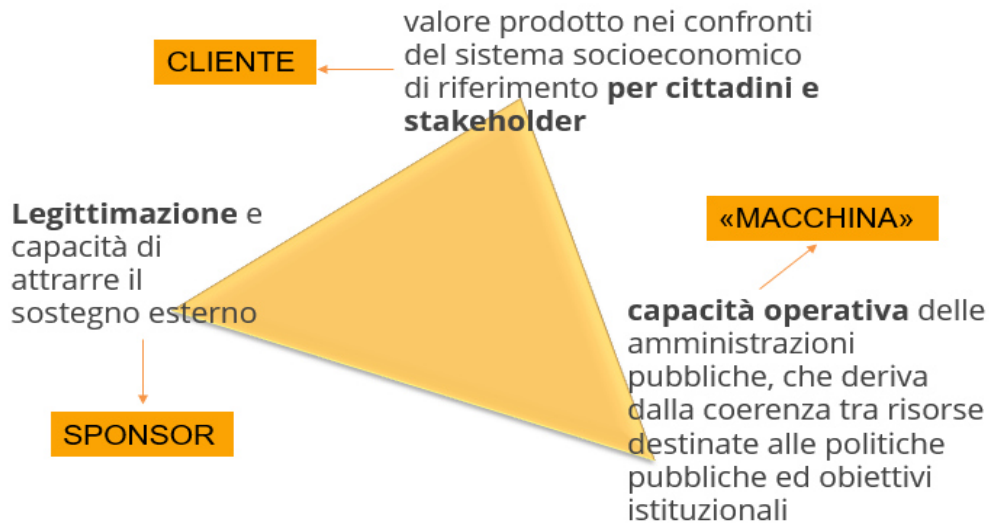 CLIENTE
valore prodotto nei confronti
del sistema socioeconomico
di riferimento per cittadini e
stakeholder
Legittimazione e
capacità di
attrarre il
sostegno esterno
SPONSOR
«MACCHINA»
capacità operativa delle
amministrazioni
pubbliche, che deriva
dalla coerenza tra risorse
destinate alle politiche
pubbliche ed obiettivi
istituzionali